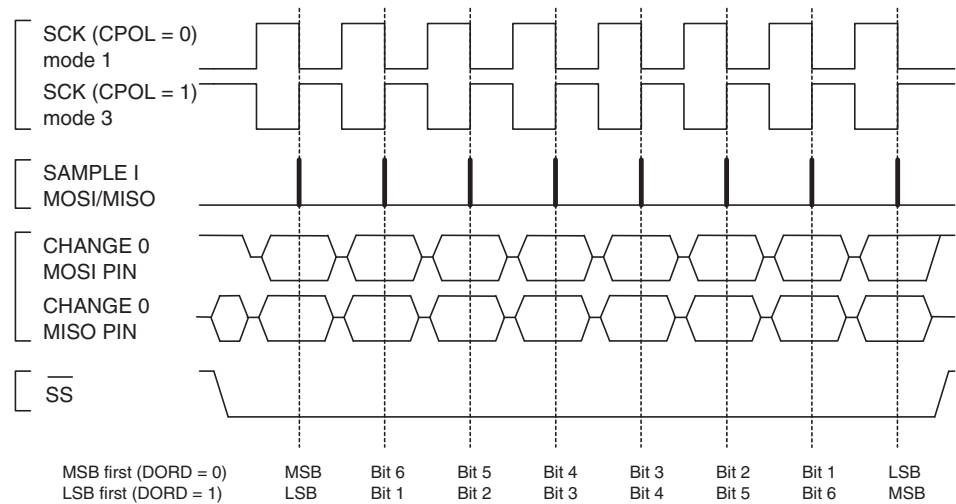 SCK (CPOL = 0)
mode 1
SCK (CPOL = 1)
mode 3
SAMPLE I
MOSI/MISO
CHANGE 0
MOSI PIN
CHANGE 0
MISO PIN
SS
MSB first (DORD = 0) MSB Bit 6 Bit 5 Bit 4 Bit 3 Bit 2 Bit 1 LSB
LSB first (DORD = 1) LSB Bit 1 Bit 2 Bit 3 Bit 4 Bit 5 Bit 6 MSB